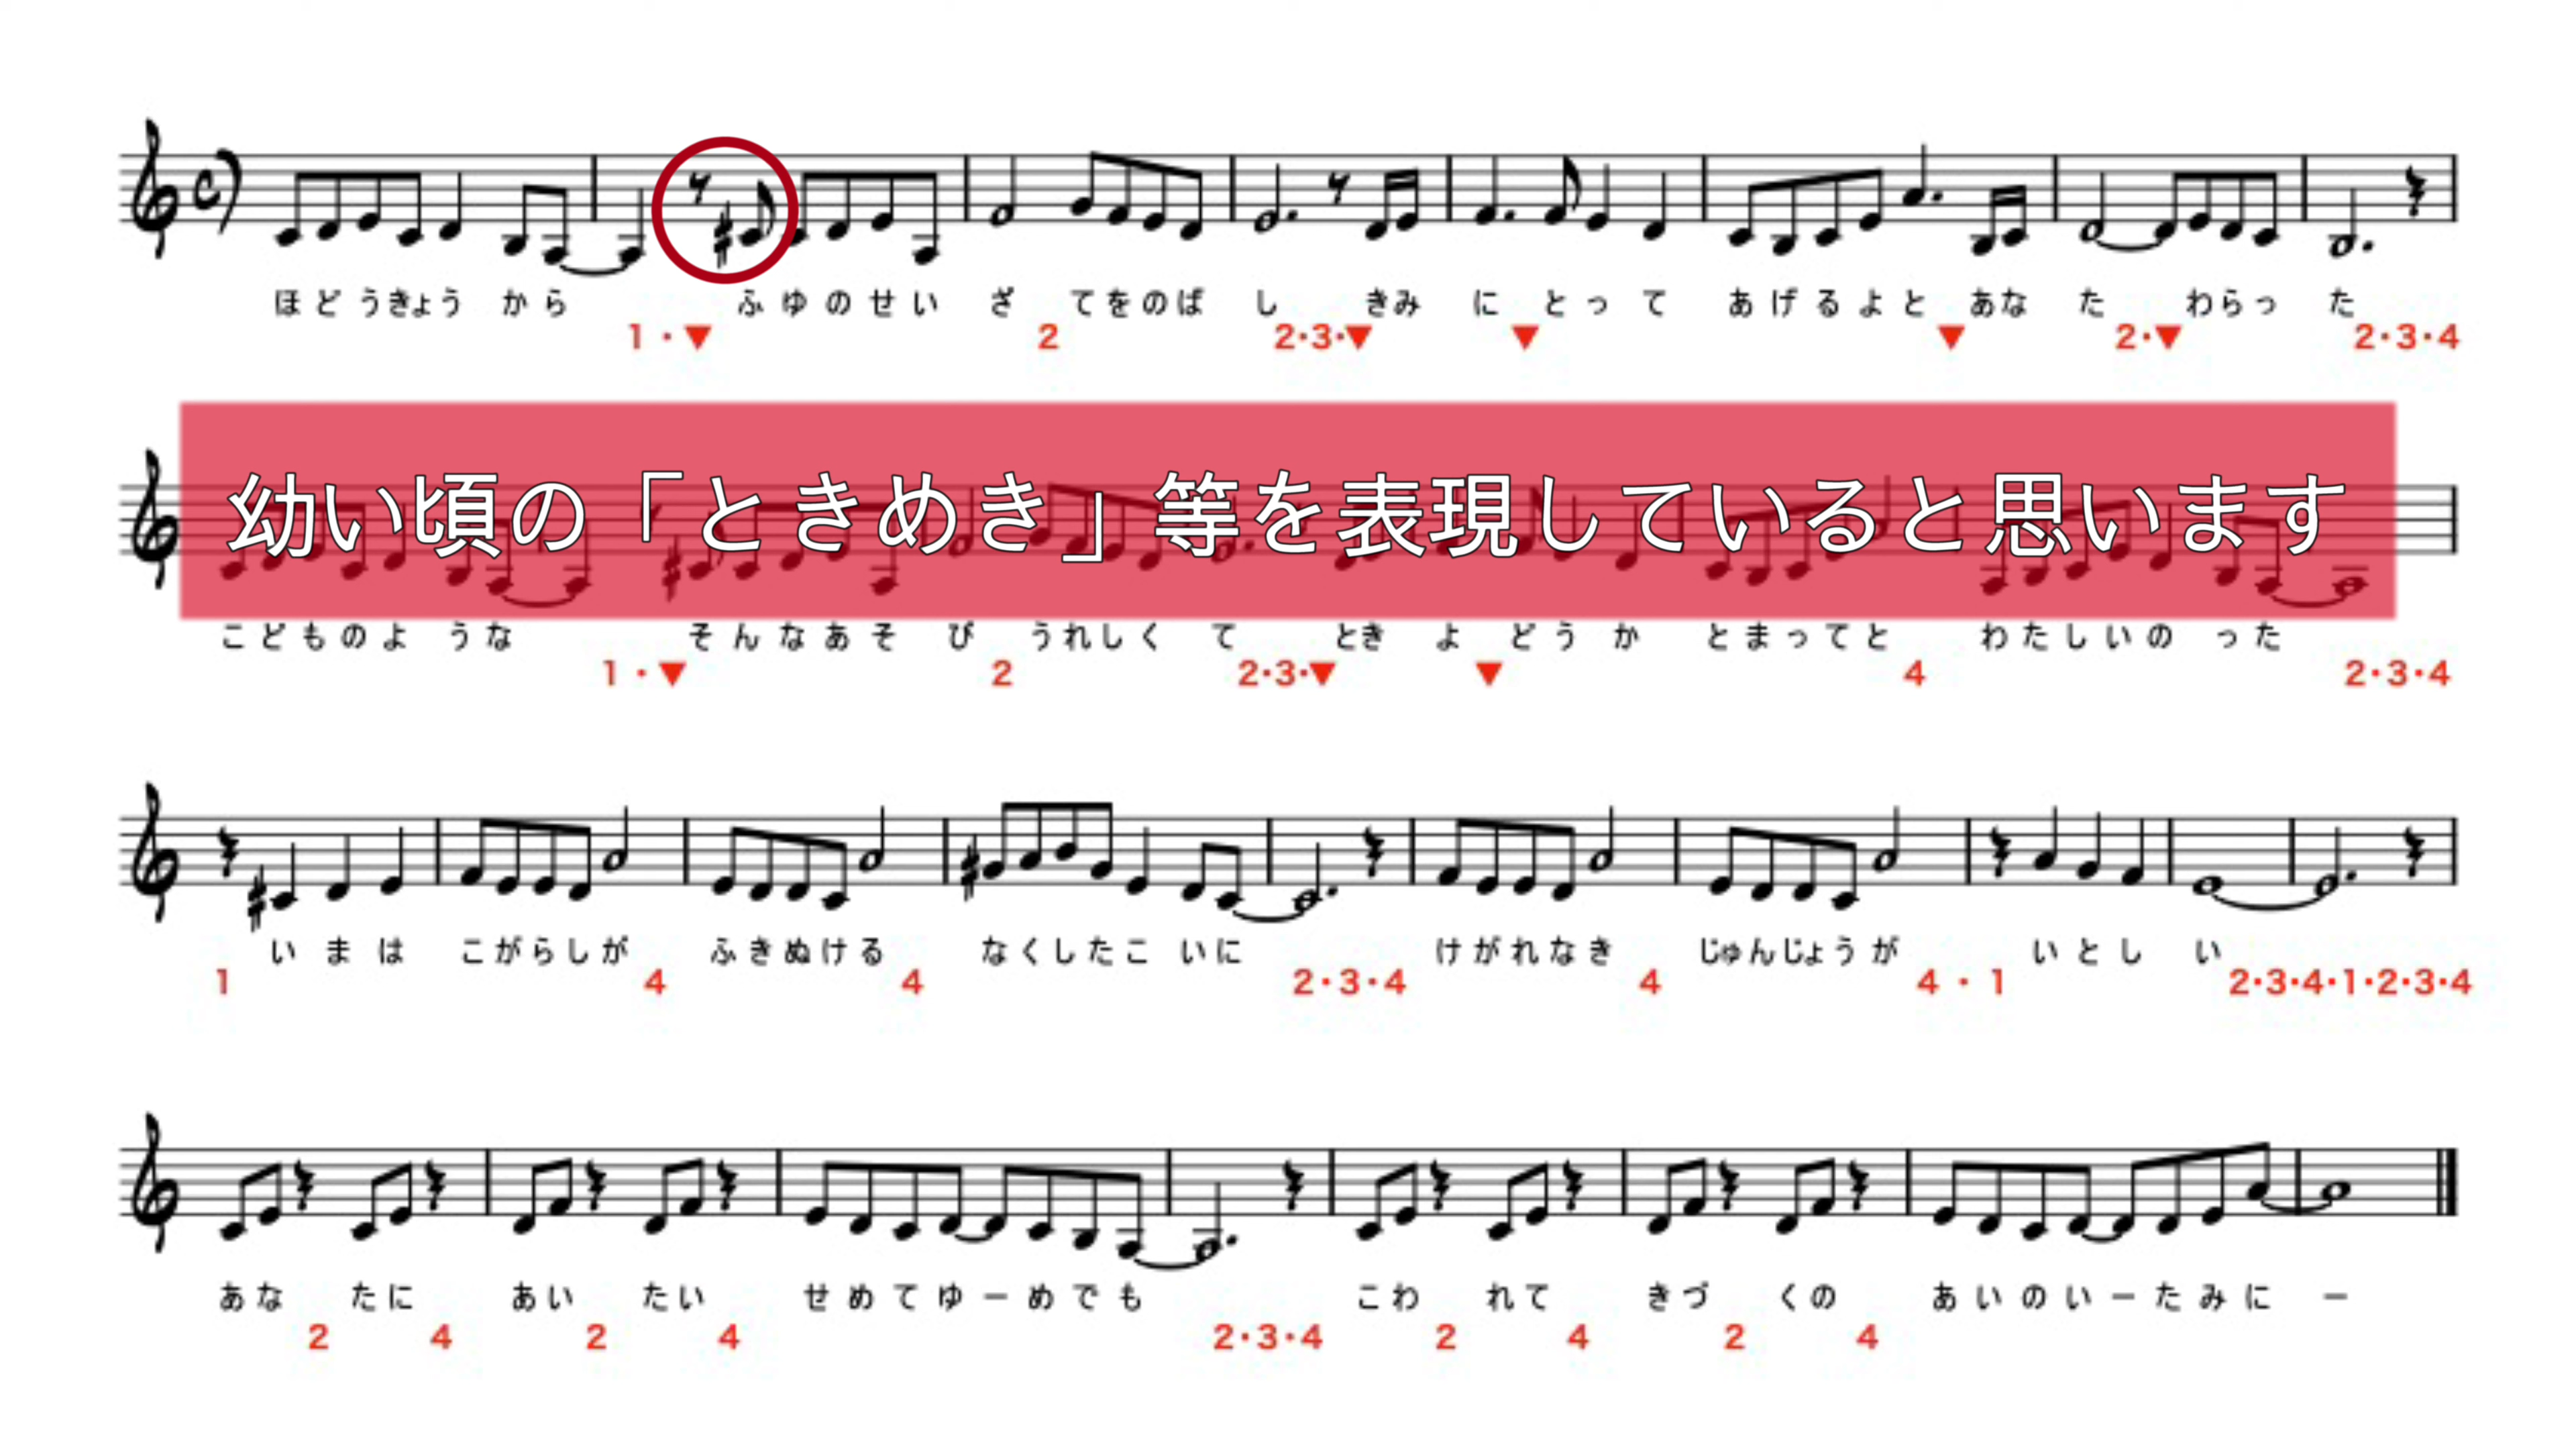 ほどうきょう から ふゆのせい ざ てをのば し きみ に とって あげるよと あな た わらっ た
1・▼ 2 2・3・▼ ▼ ▼ 2・▼ 2・3・4
幼い頃の「ときめき」等を表現していると思います
こどものよ うな そんなあそ び うれしく て とき よ どうか とまってと わたしいの った
1・▼ 2 2・3・▼ ▼ 4 2・3・4
いまは こがらしが ふきぬける なくしたこ いに けがれなき じゅんじょうが いとし い
1 4 4 2・3・4 4 4・1 2・3・4・1・2・3・4
あな たに あい たい せめてゆーめでも こわ れて きづ くの あいのいーたみに ー
2 4 2 4 2・3・4 2 4 2 4